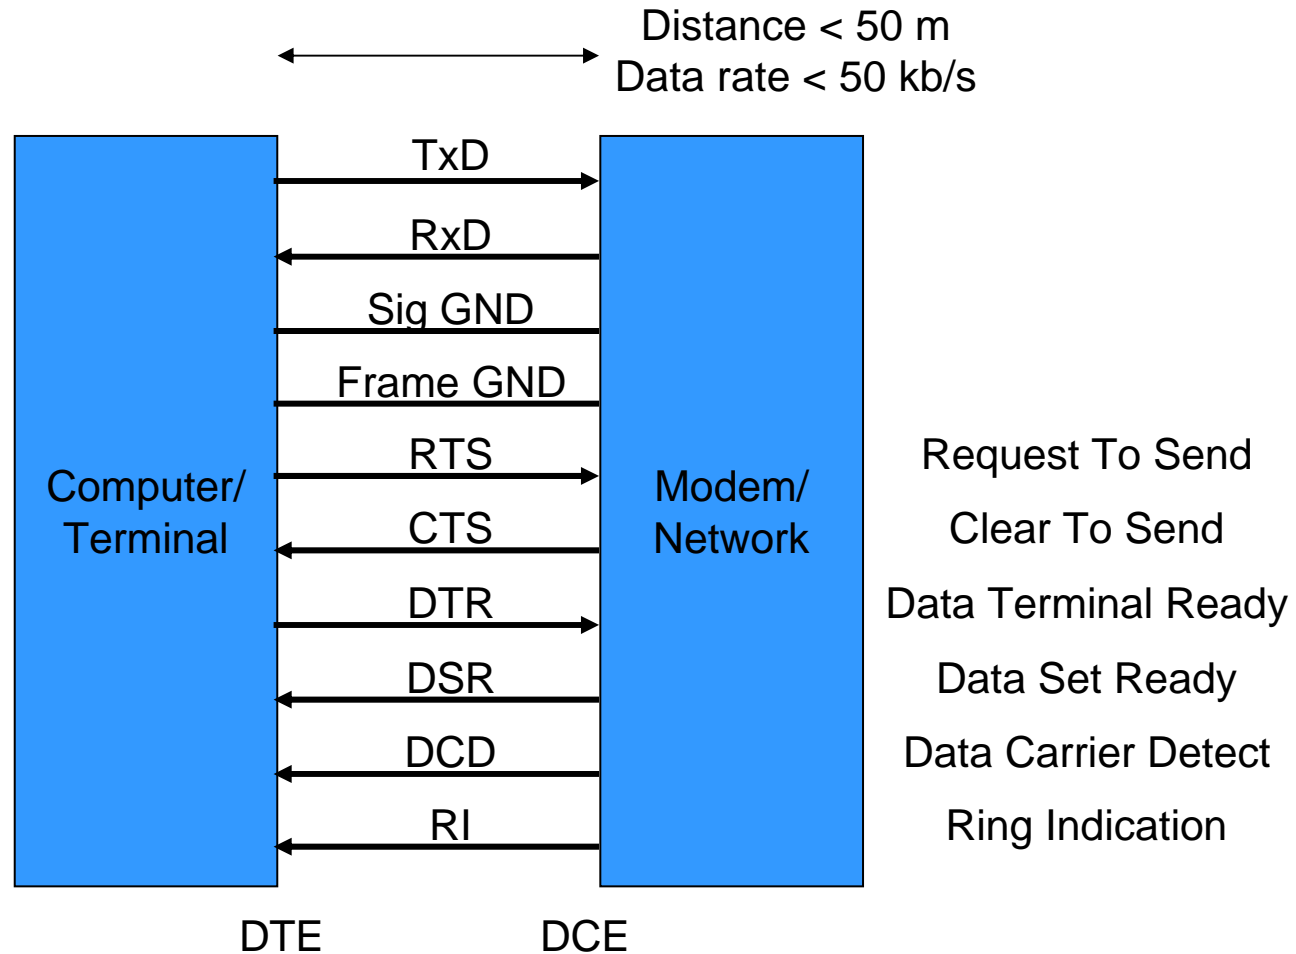 Distance < 50 m
Data rate < 50 kb/s
TxD
RxD
Sig GND
Frame GND
RTS
CTS
DTR
DSR
DCD
RI
Computer/
Terminal
Modem/
Network
Request To Send
Clear To Send
Data Terminal Ready
Data Set Ready
Data Carrier Detect
Ring Indication
DTE
DCE